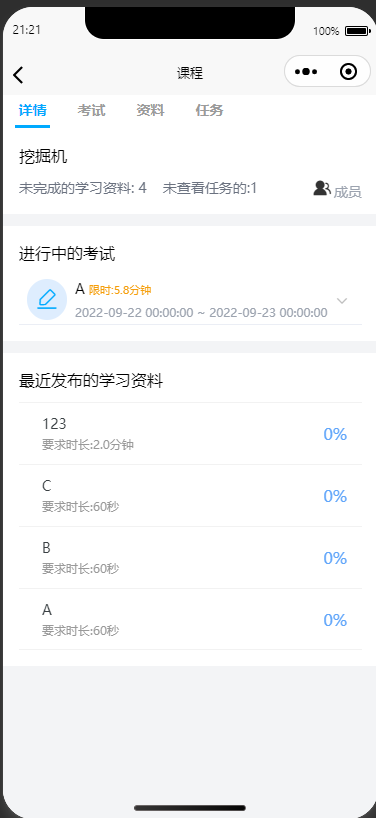 21:21
100%
课程
详情 考试 资料 任务
挖掘机
未完成的学习资料: 4 未查看任务的:1
成员
进行中的考试
A 限时:5.8分钟
2022-09-22 00:00:00 ~ 2022-09-23 00:00:00
最近发布的学习资料
123
要求时长:2.0分钟
0%
C
要求时长:60秒
0%
B
要求时长:60秒
0%
A
要求时长:60秒
0%